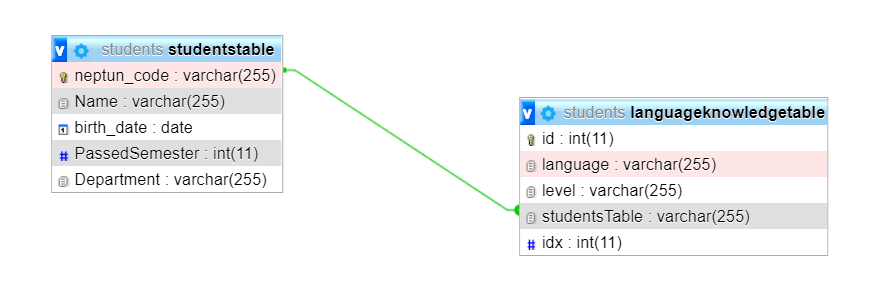 v students studentstable
neptun_code : varchar(255)
Name : varchar(255)
birth_date : date
# PassedSemester : int(11)
Department : varchar(255)
v students languageknowledgetable
id : int(11)
language : varchar(255)
level : varchar(255)
studentsTable : varchar(255)
# idx : int(11)